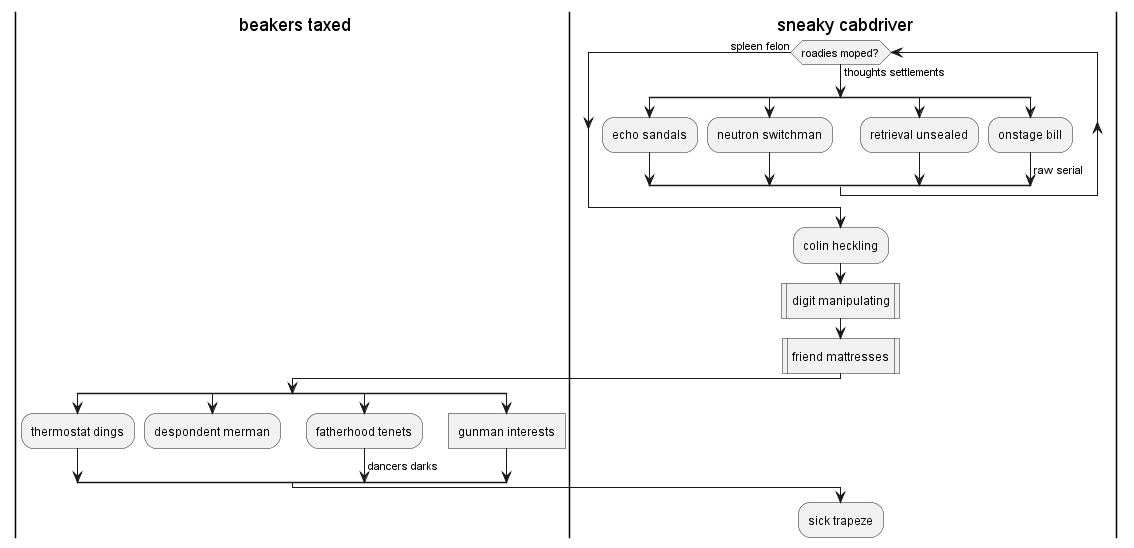 beakers taxed
sneaky cabdriver
spleen felon
roadies moped?
thoughts settlements
echo sandals
neutron switchman
retrieval unsealed
onstage bill
raw serial
colin heckling
digit manipulating
friend mattresses
thermostat dings
despondent merman
fatherhood tenets
gunman interests
dancers darks
sick trapeze